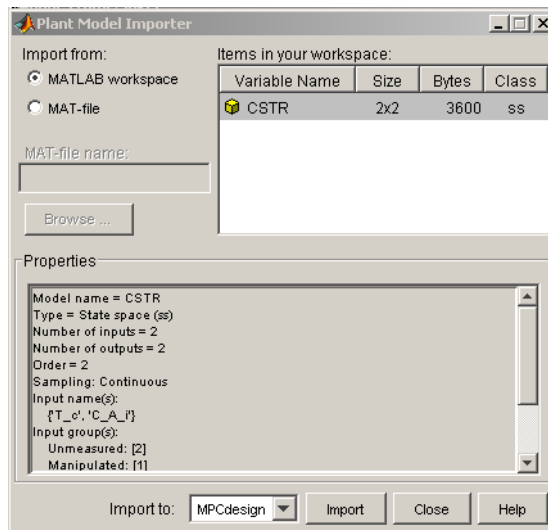 Plant Model Importer
Import from:
MATLAB workspace
MAT-file
MAT-file name:
Browse ...
Items in your workspace:
Variable Name Size Bytes Class
CSTR 2x2 3600 ss
Properties
Model name = CSTR
Type = State space (ss)
Number of inputs = 2
Number of outputs = 2
Order = 2
Sampling: Continuous
Input name(s):
{'T_c', 'C_A_i'}
Input group(s):
Unmeasured: [2]
Manipulated: [1]
Import to: MPCdesign Import Close Help